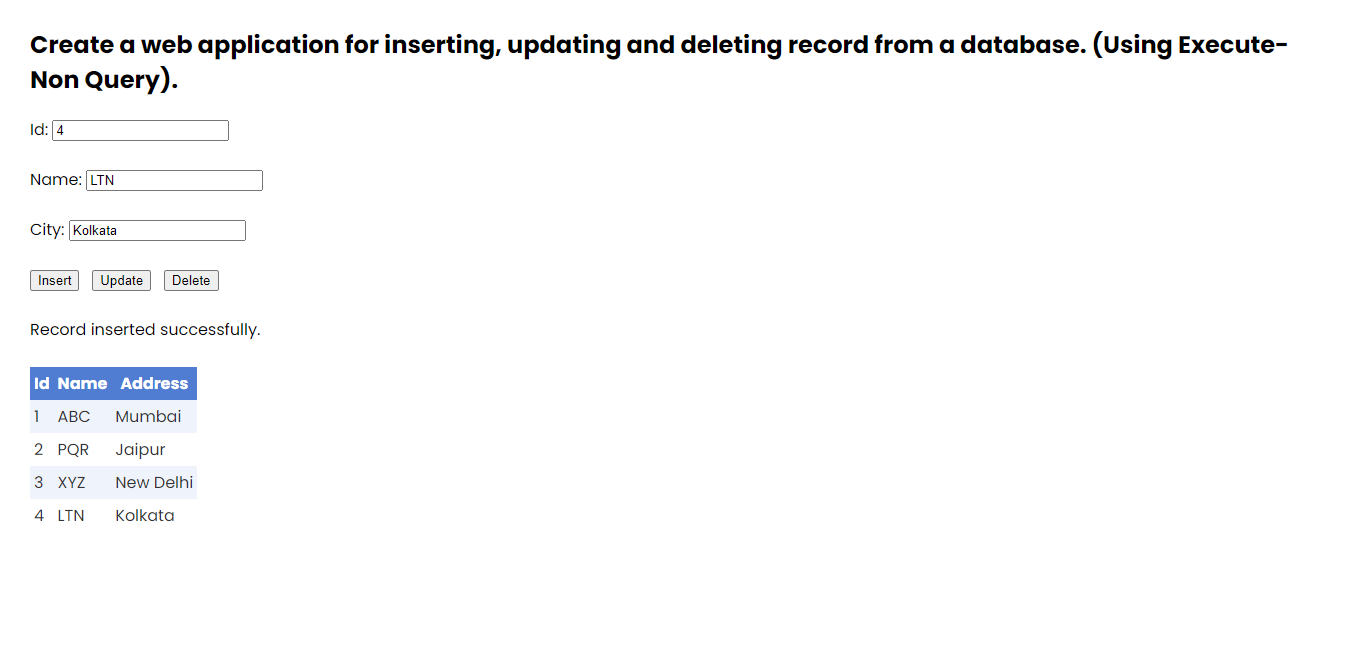 Create a web application for inserting, updating and deleting record from a database. (Using Execute-
Non Query).
Id: 4
Name: LTN
City: Kolkata
Insert Update Delete
Record inserted successfully.
Id Name Address
1 ABC Mumbai
2 PQR Jaipur
3 XYZ New Delhi
4 LTN Kolkata